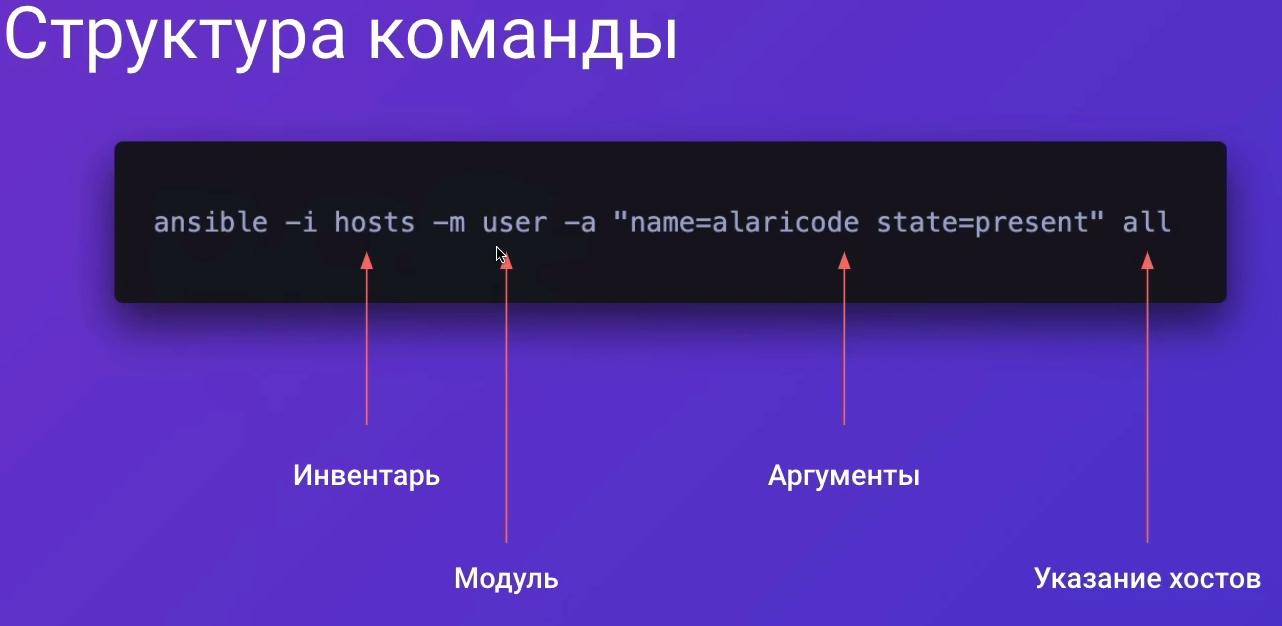 Структура команды
ansible -i hosts -m user -a "name=alaricode state=present" all
Инвентарь
Аргументы
Модуль
Указание хостов